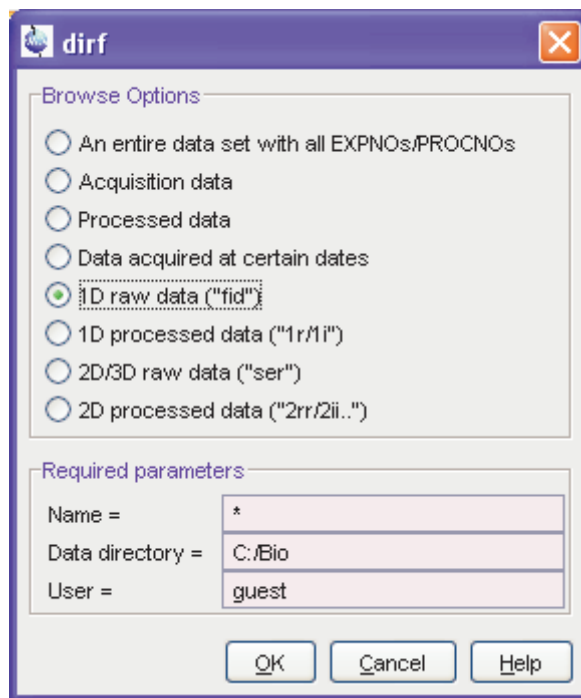 dirf
Browse Options
An entire data set with all EXPNOs/PROCNOs
Acquisition data
Processed data
Data acquired at certain dates
1D raw data ("fid")
1D processed data ("1r/1i")
2D/3D raw data ("ser")
2D processed data ("2rr/2ii..")
Required parameters
Name = *
Data directory = C:/Bio
User = guest
OK Cancel Help